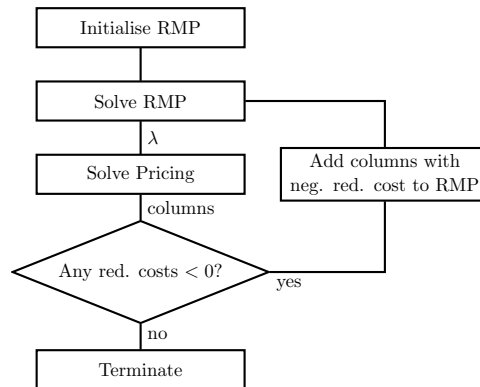 Initialise RMP
Solve RMP
λ
Solve Pricing
columns
Any red. costs < 0?
yes
Add columns with
neg. red. cost to RMP
no
Terminate